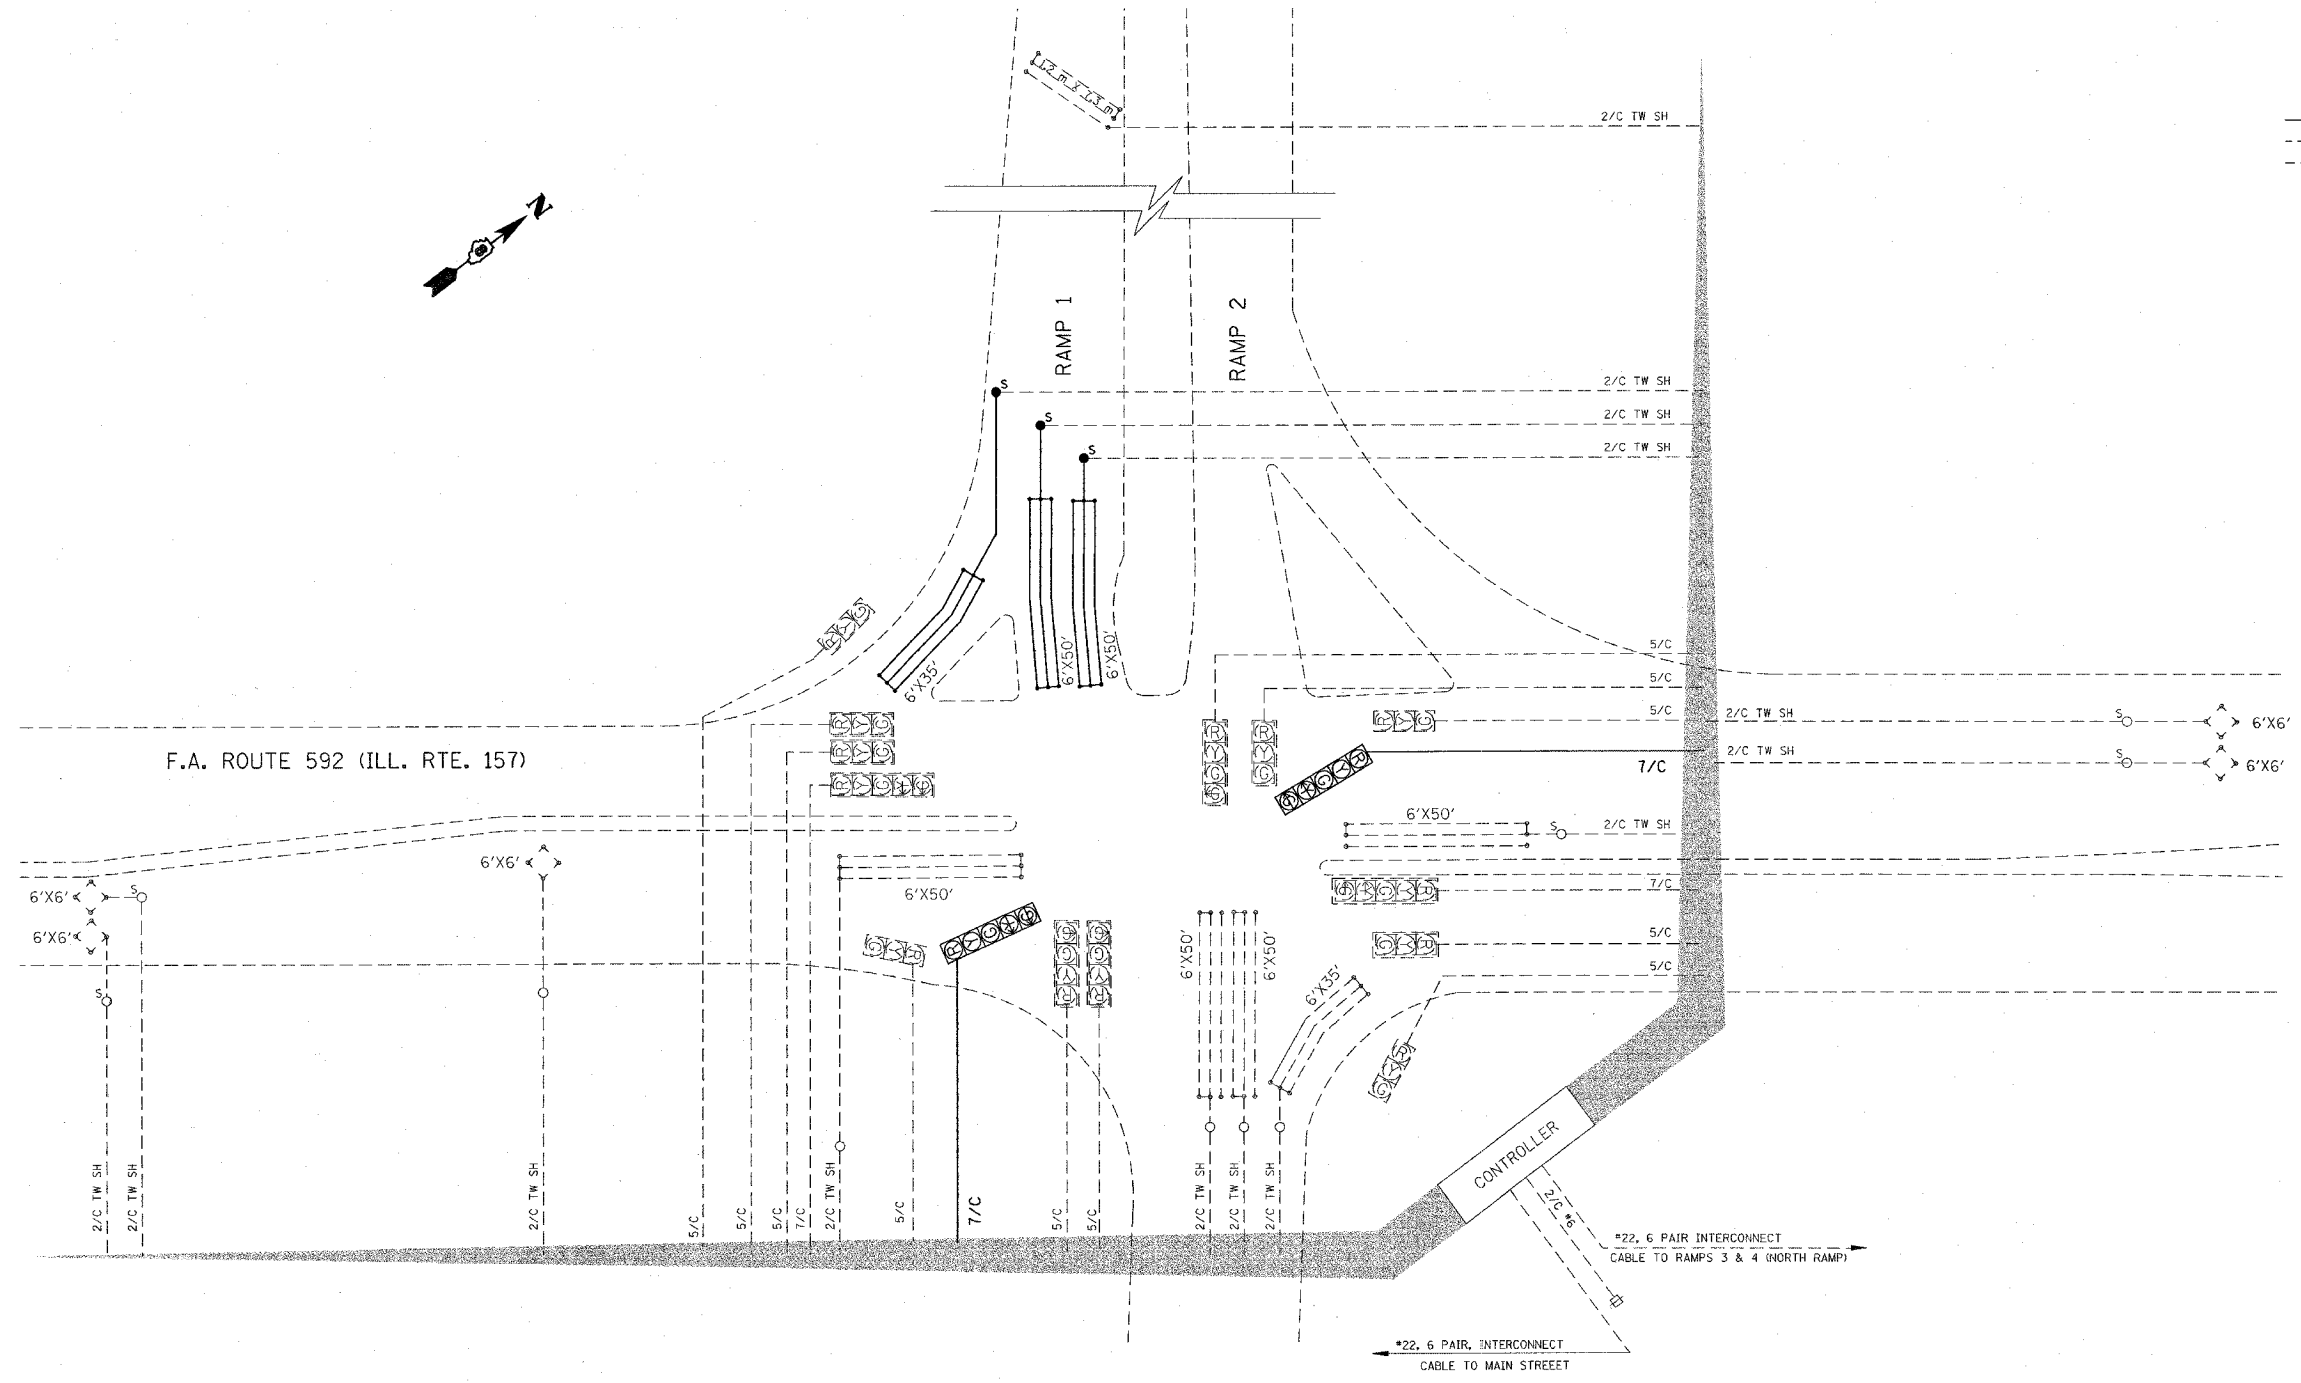 1.2 m X 7.3 m
2/C TW SH
N
RAMP 1
RAMP 2
S
2/C TW SH
S
2/C TW SH
S
2/C TW SH
R Y G
6'X35'
6'X50'
6'X50'
5/C
5/C
5/C
2/C TW SH
S
6'X6'
2/C TW SH
S
6'X6'
7/C
R Y G
R Y G
R Y G Y G
R Y G G
R Y G
R Y G
R Y G Y G
F.A. ROUTE 592 (ILL. RTE. 157)
6'X50'
S
2/C TW SH
6'X6'
6'X6'
S
6'X6'
S
6'X50'
R Y G Y G
7/C
R Y G
5/C
5/C
R Y G
R Y G Y G
R Y G G
R Y G G
6'X50'
6'X50'
6'X35'
R Y G
2/C TW SH
2/C TW SH
2/C TW SH
5/C
5/C
5/C
7/C
2/C TW SH
5/C
7/C
5/C
5/C
2/C TW SH
2/C TW SH
2/C TW SH
CONTROLLER
2/C #6
#22, 6 PAIR INTERCONNECT
CABLE TO RAMPS 3 & 4 (NORTH RAMP)
#22, 6 PAIR, INTERCONNECT
CABLE TO MAIN STREEET